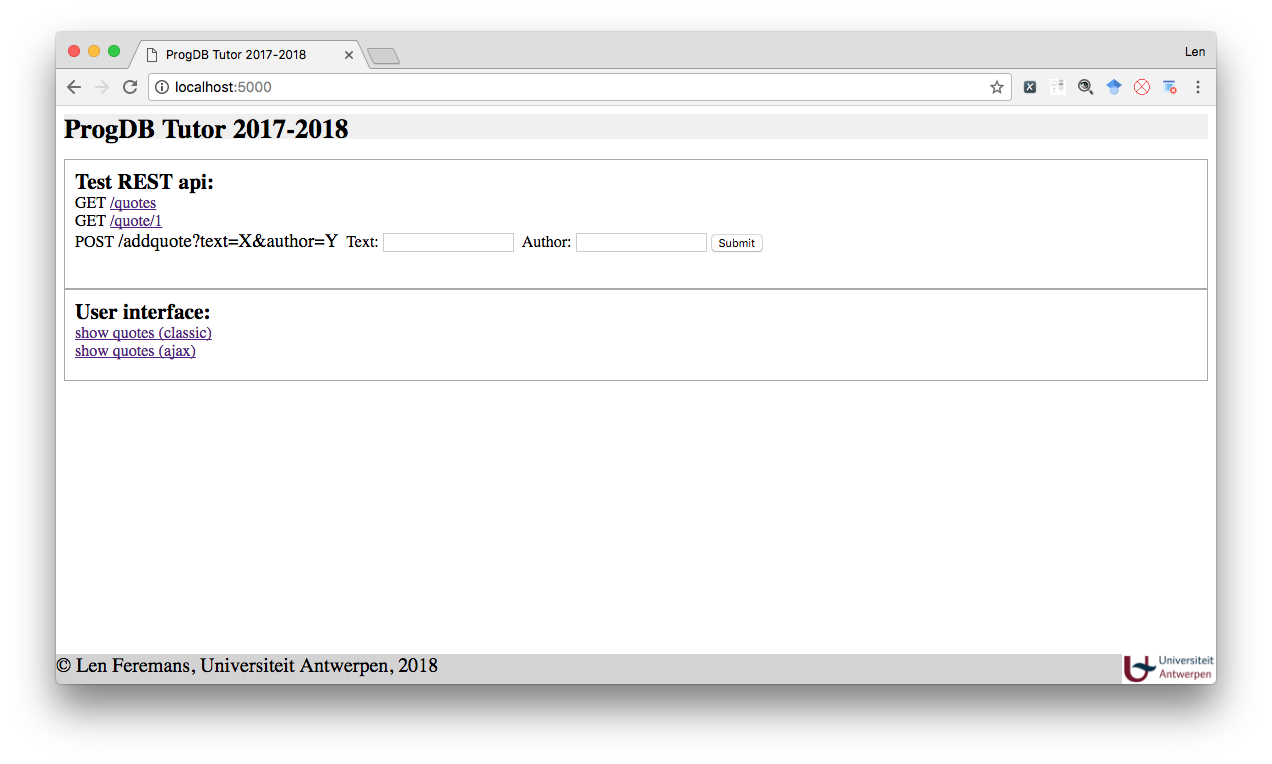 ProgDB Tutor 2017-2018
Len
localhost:5000
ProgDB Tutor 2017-2018
Test REST api:
GET /quotes
GET /quote/1
POST /addquote?text=X&author=Y Text: Author: Submit
User interface:
show quotes (classic)
show quotes (ajax)
© Len Feremans, Universiteit Antwerpen, 2018
Universiteit
Antwerpen